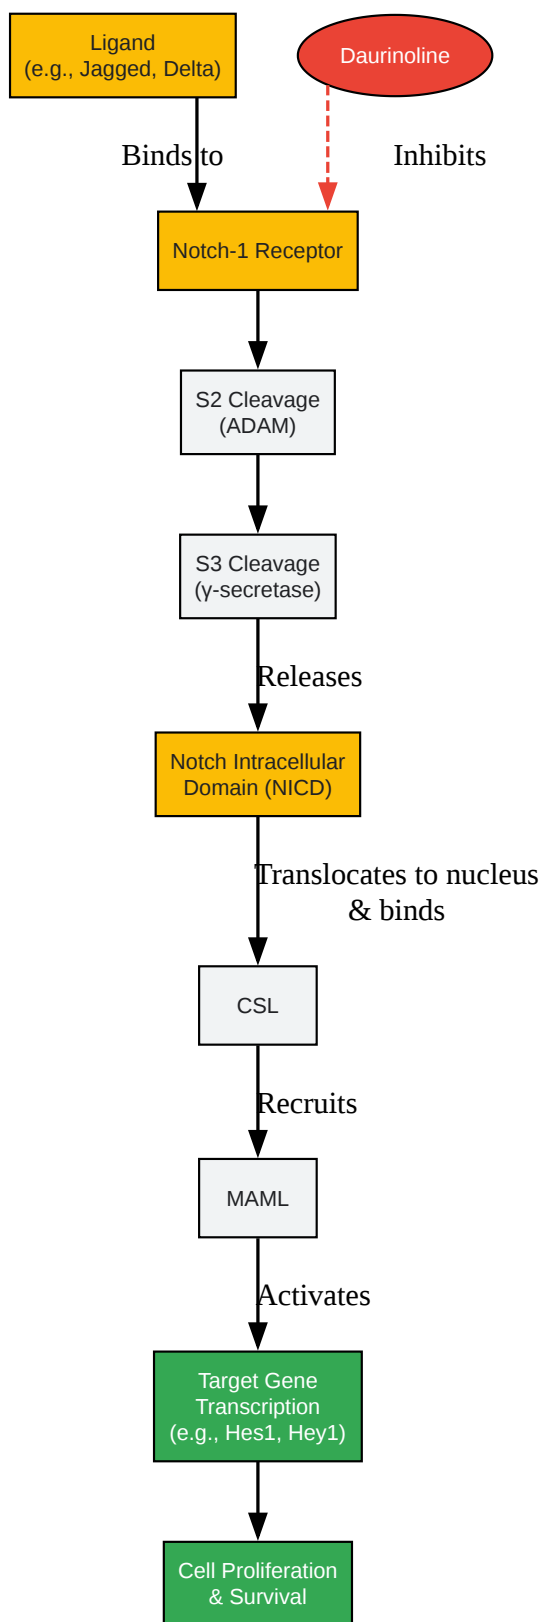 Ligand
(e.g., Jagged, Delta)
Daurinoline
Binds to
Inhibits
Notch-1 Receptor
S2 Cleavage
(ADAM)
S3 Cleavage
(γ-secretase)
Releases
Notch Intracellular
Domain (NICD)
Translocates to nucleus
& binds
CSL
Recruits
MAML
Activates
Target Gene
Transcription
(e.g., Hes1, Hey1)
Cell Proliferation
& Survival